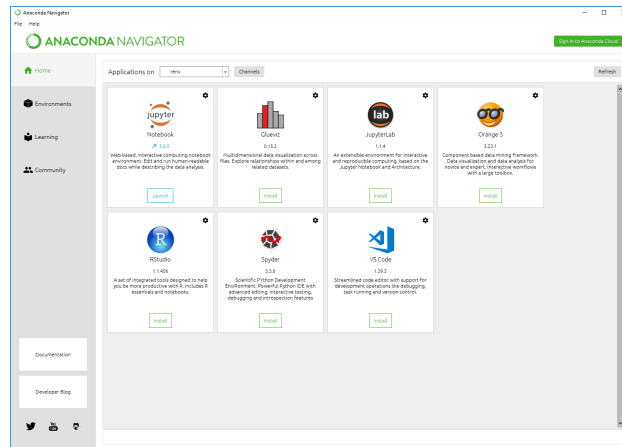 Anaconda Navigator
File Help
ANACONDA NAVIGATOR
Sign in to Anaconda Cloud
Home
Environments
Learning
Community
Documentation
Developer Blog
You
Tube
Applications on
renv
Channels
Refresh
jupyter
Notebook
Web-based, interactive computing notebook
environment. Edit and run human-readable
docs while describing the data analysis.
Launch
Glueviz
0.15.2
Multidimensional data visualization across
files. Explore relationships within and among
related datasets.
Install
lab
JupyterLab
1.1.4
An extensible environment for interactive
and reproducible computing, based on the
Jupyter Notebook and Architecture.
Install
Orange 3
3.23.1
Component based data mining framework.
Data visualization and data analysis for
novice and expert. Interactive workflows
with a large toolbox.
Install
R
RStudio
1.1.456
A set of integrated tools designed to help
you be more productive with R. Includes R
essentials and notebooks.
Install
Spyder
3.3.6
Scientific PYthon Development
EnviRonment. Powerful Python IDE with
advanced editing, interactive testing,
debugging and introspection features
Install
VS Code
1.39.2
Streamlined code editor with support for
development operations like debugging,
task running and version control.
Install